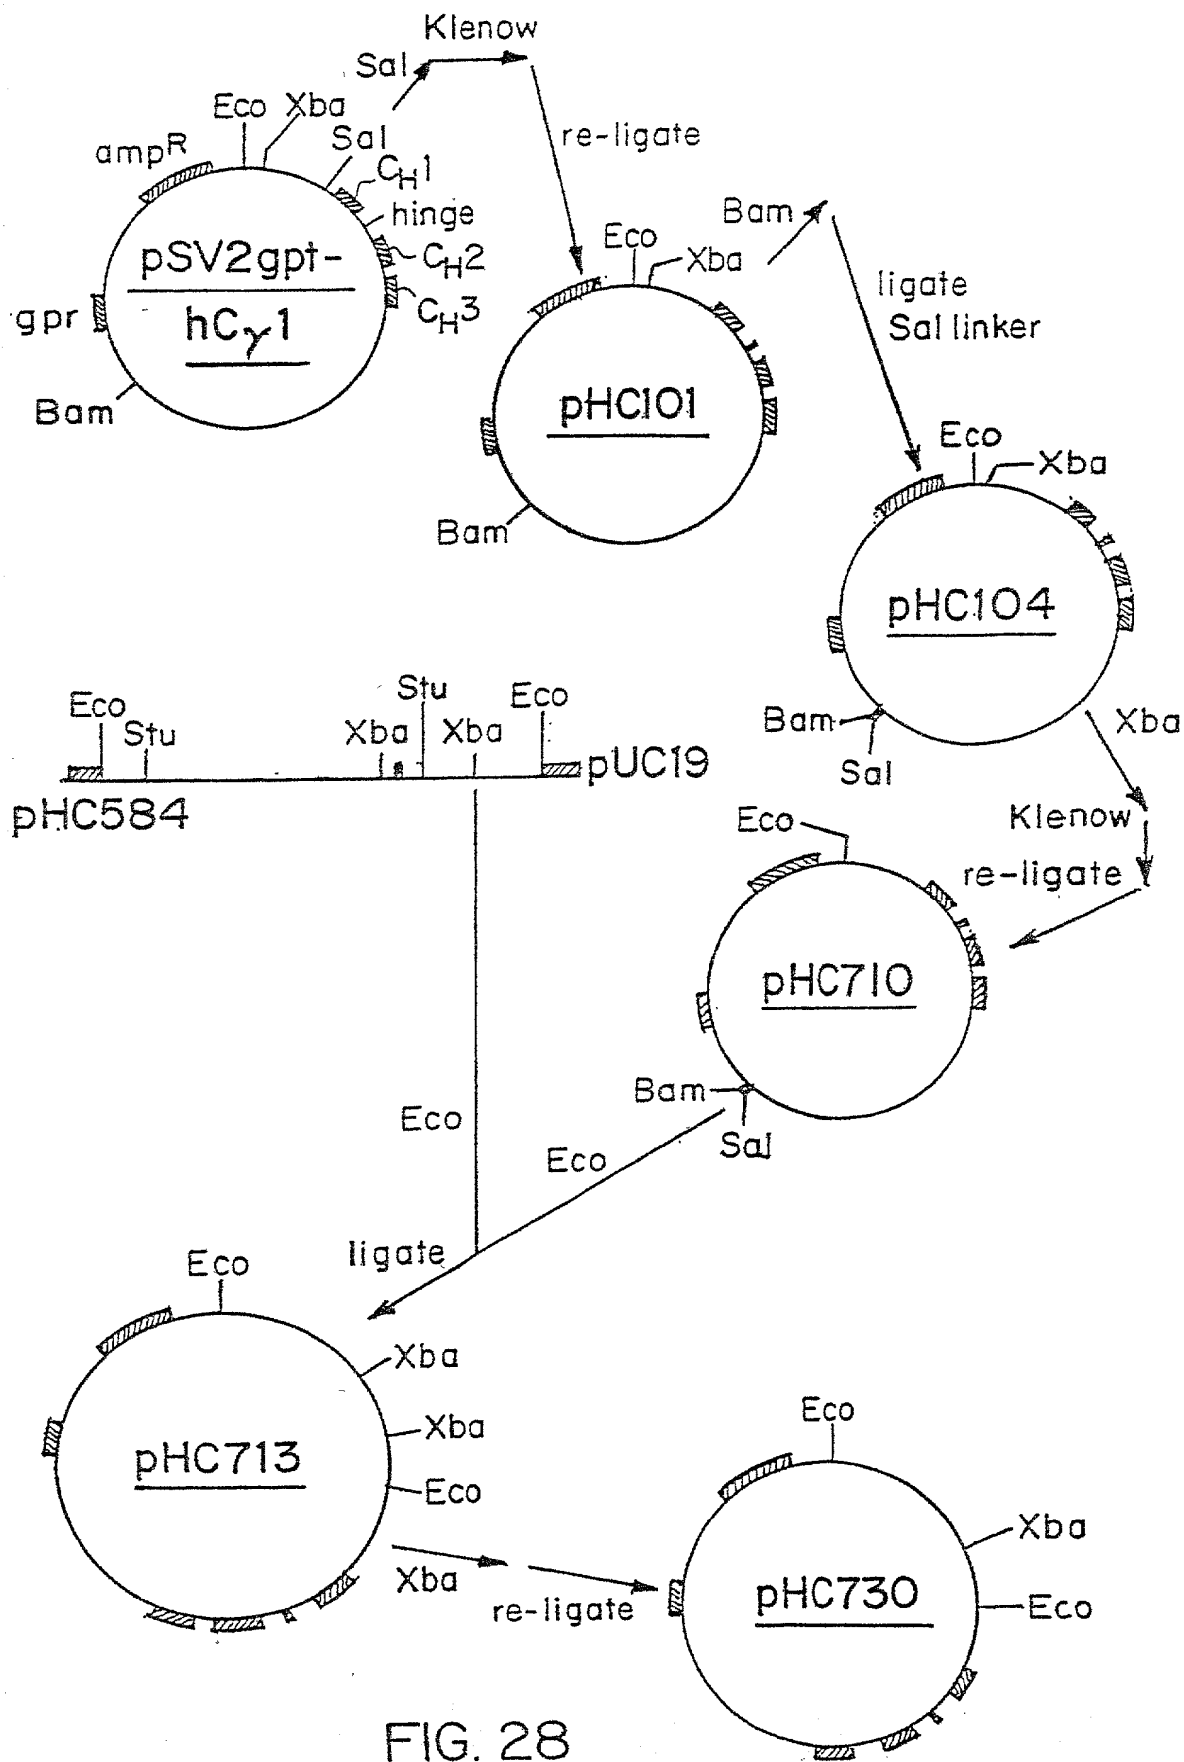 Klenow
Sal
re-ligate
Eco
Xba
Sal
ampR
CH1
hinge
CH2
CH3
pSV2gpt-
hCγ1
gpr
Bam
Eco
Xba
Bam
ligate
Sal linker
pHC101
Bam
Eco
Xba
pHC104
Bam
Sal
Xba
Klenow
re-ligate
Eco
Stu
Xba
Stu
Xba
Eco
pUC19
pHC584
Eco
pHC710
Bam
Sal
Eco
Eco
ligate
Eco
Xba
Xba
Eco
pHC713
Xba
re-ligate
Eco
Xba
Eco
pHC730
FIG. 28